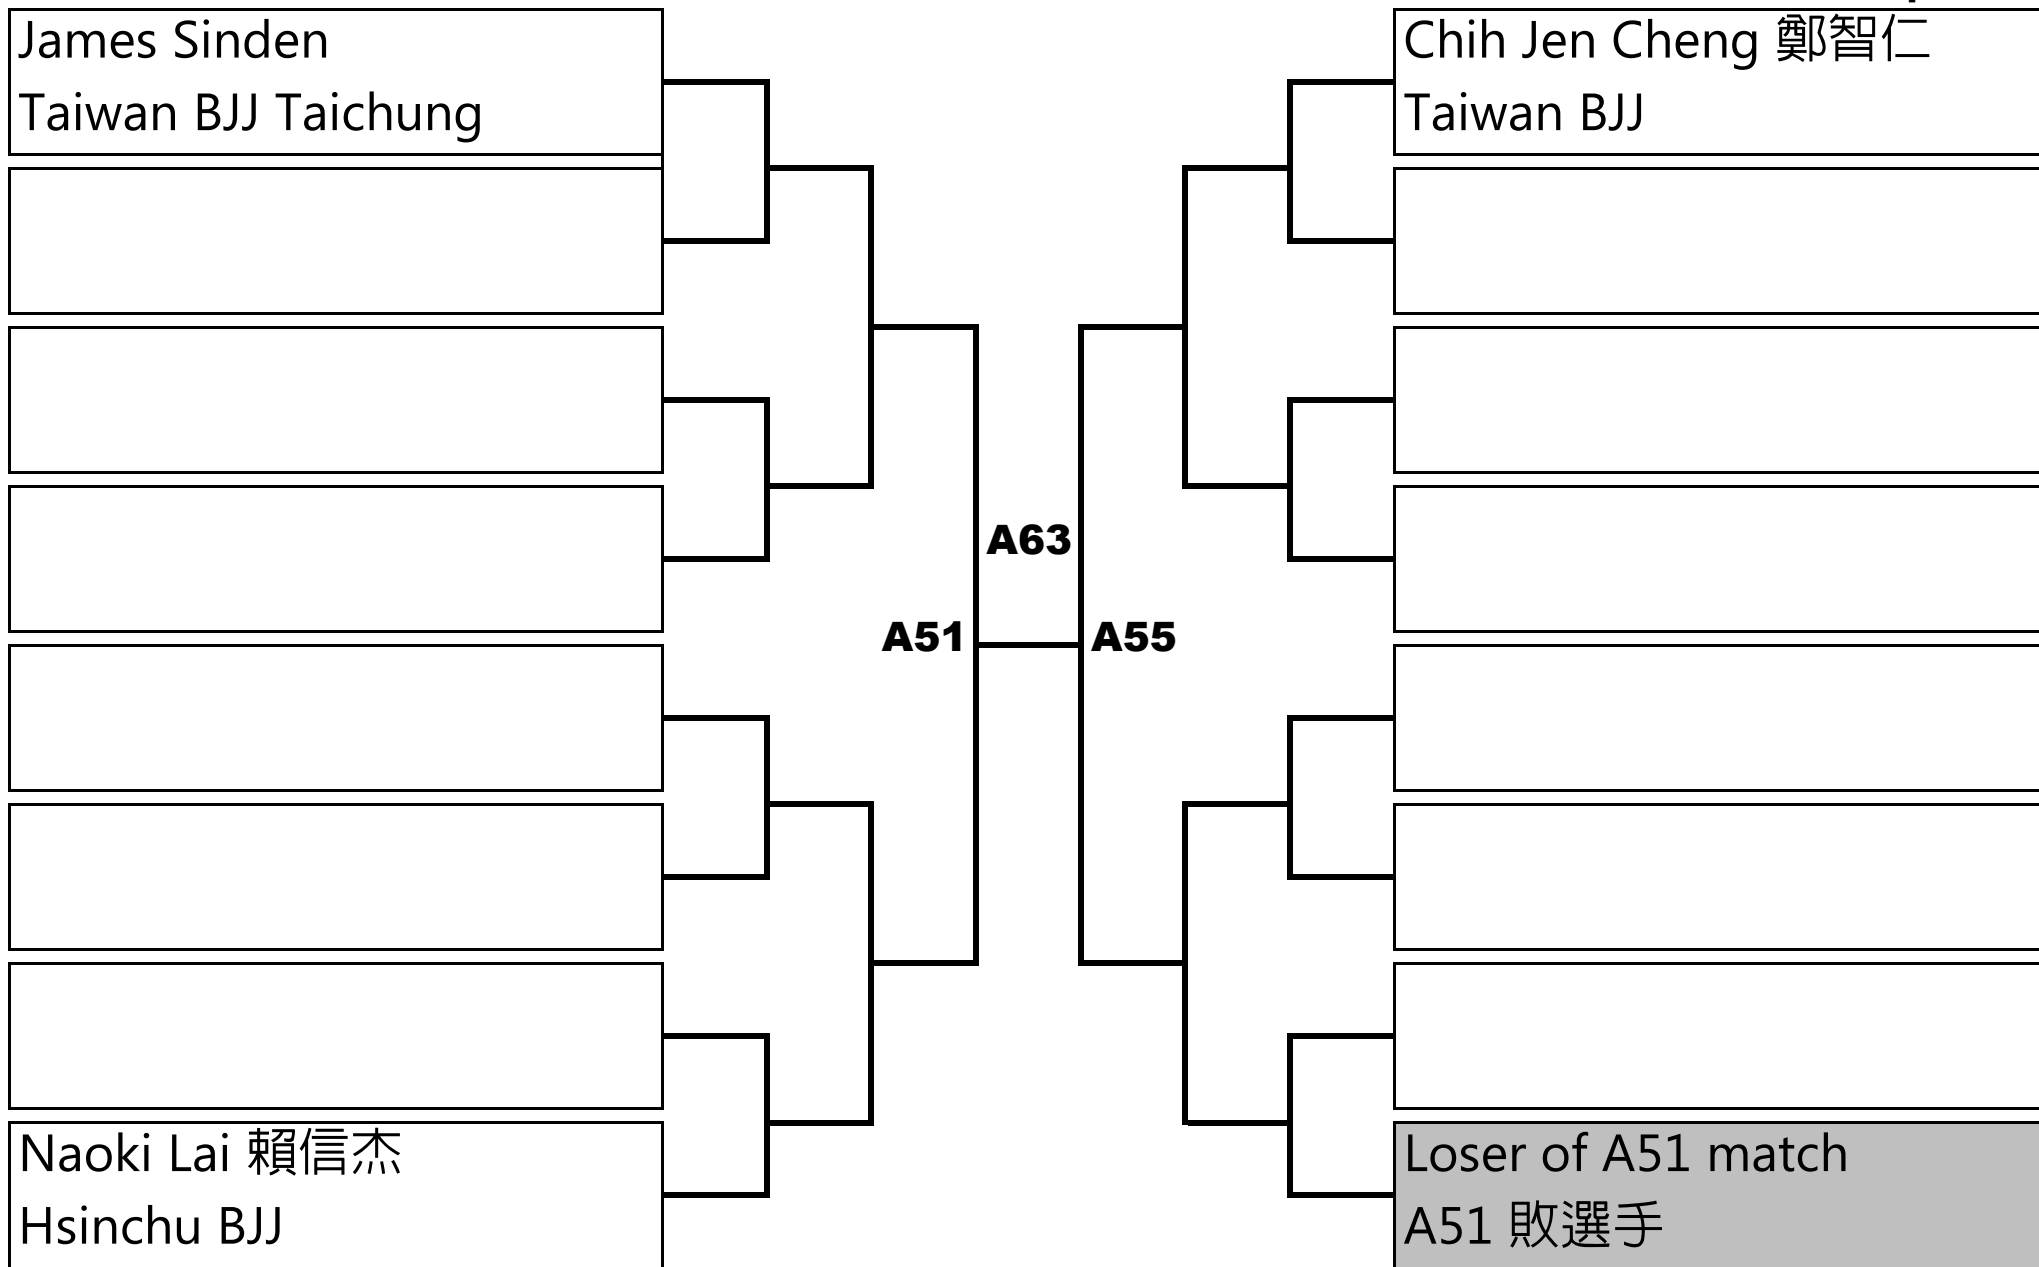 James Sinden
Taiwan BJJ Taichung
Chih Jen Cheng 鄭智仁
Taiwan BJJ
A63
A51
A55
Naoki Lai 賴信杰
Hsinchu BJJ
Loser of A51 match
A51 敗選手